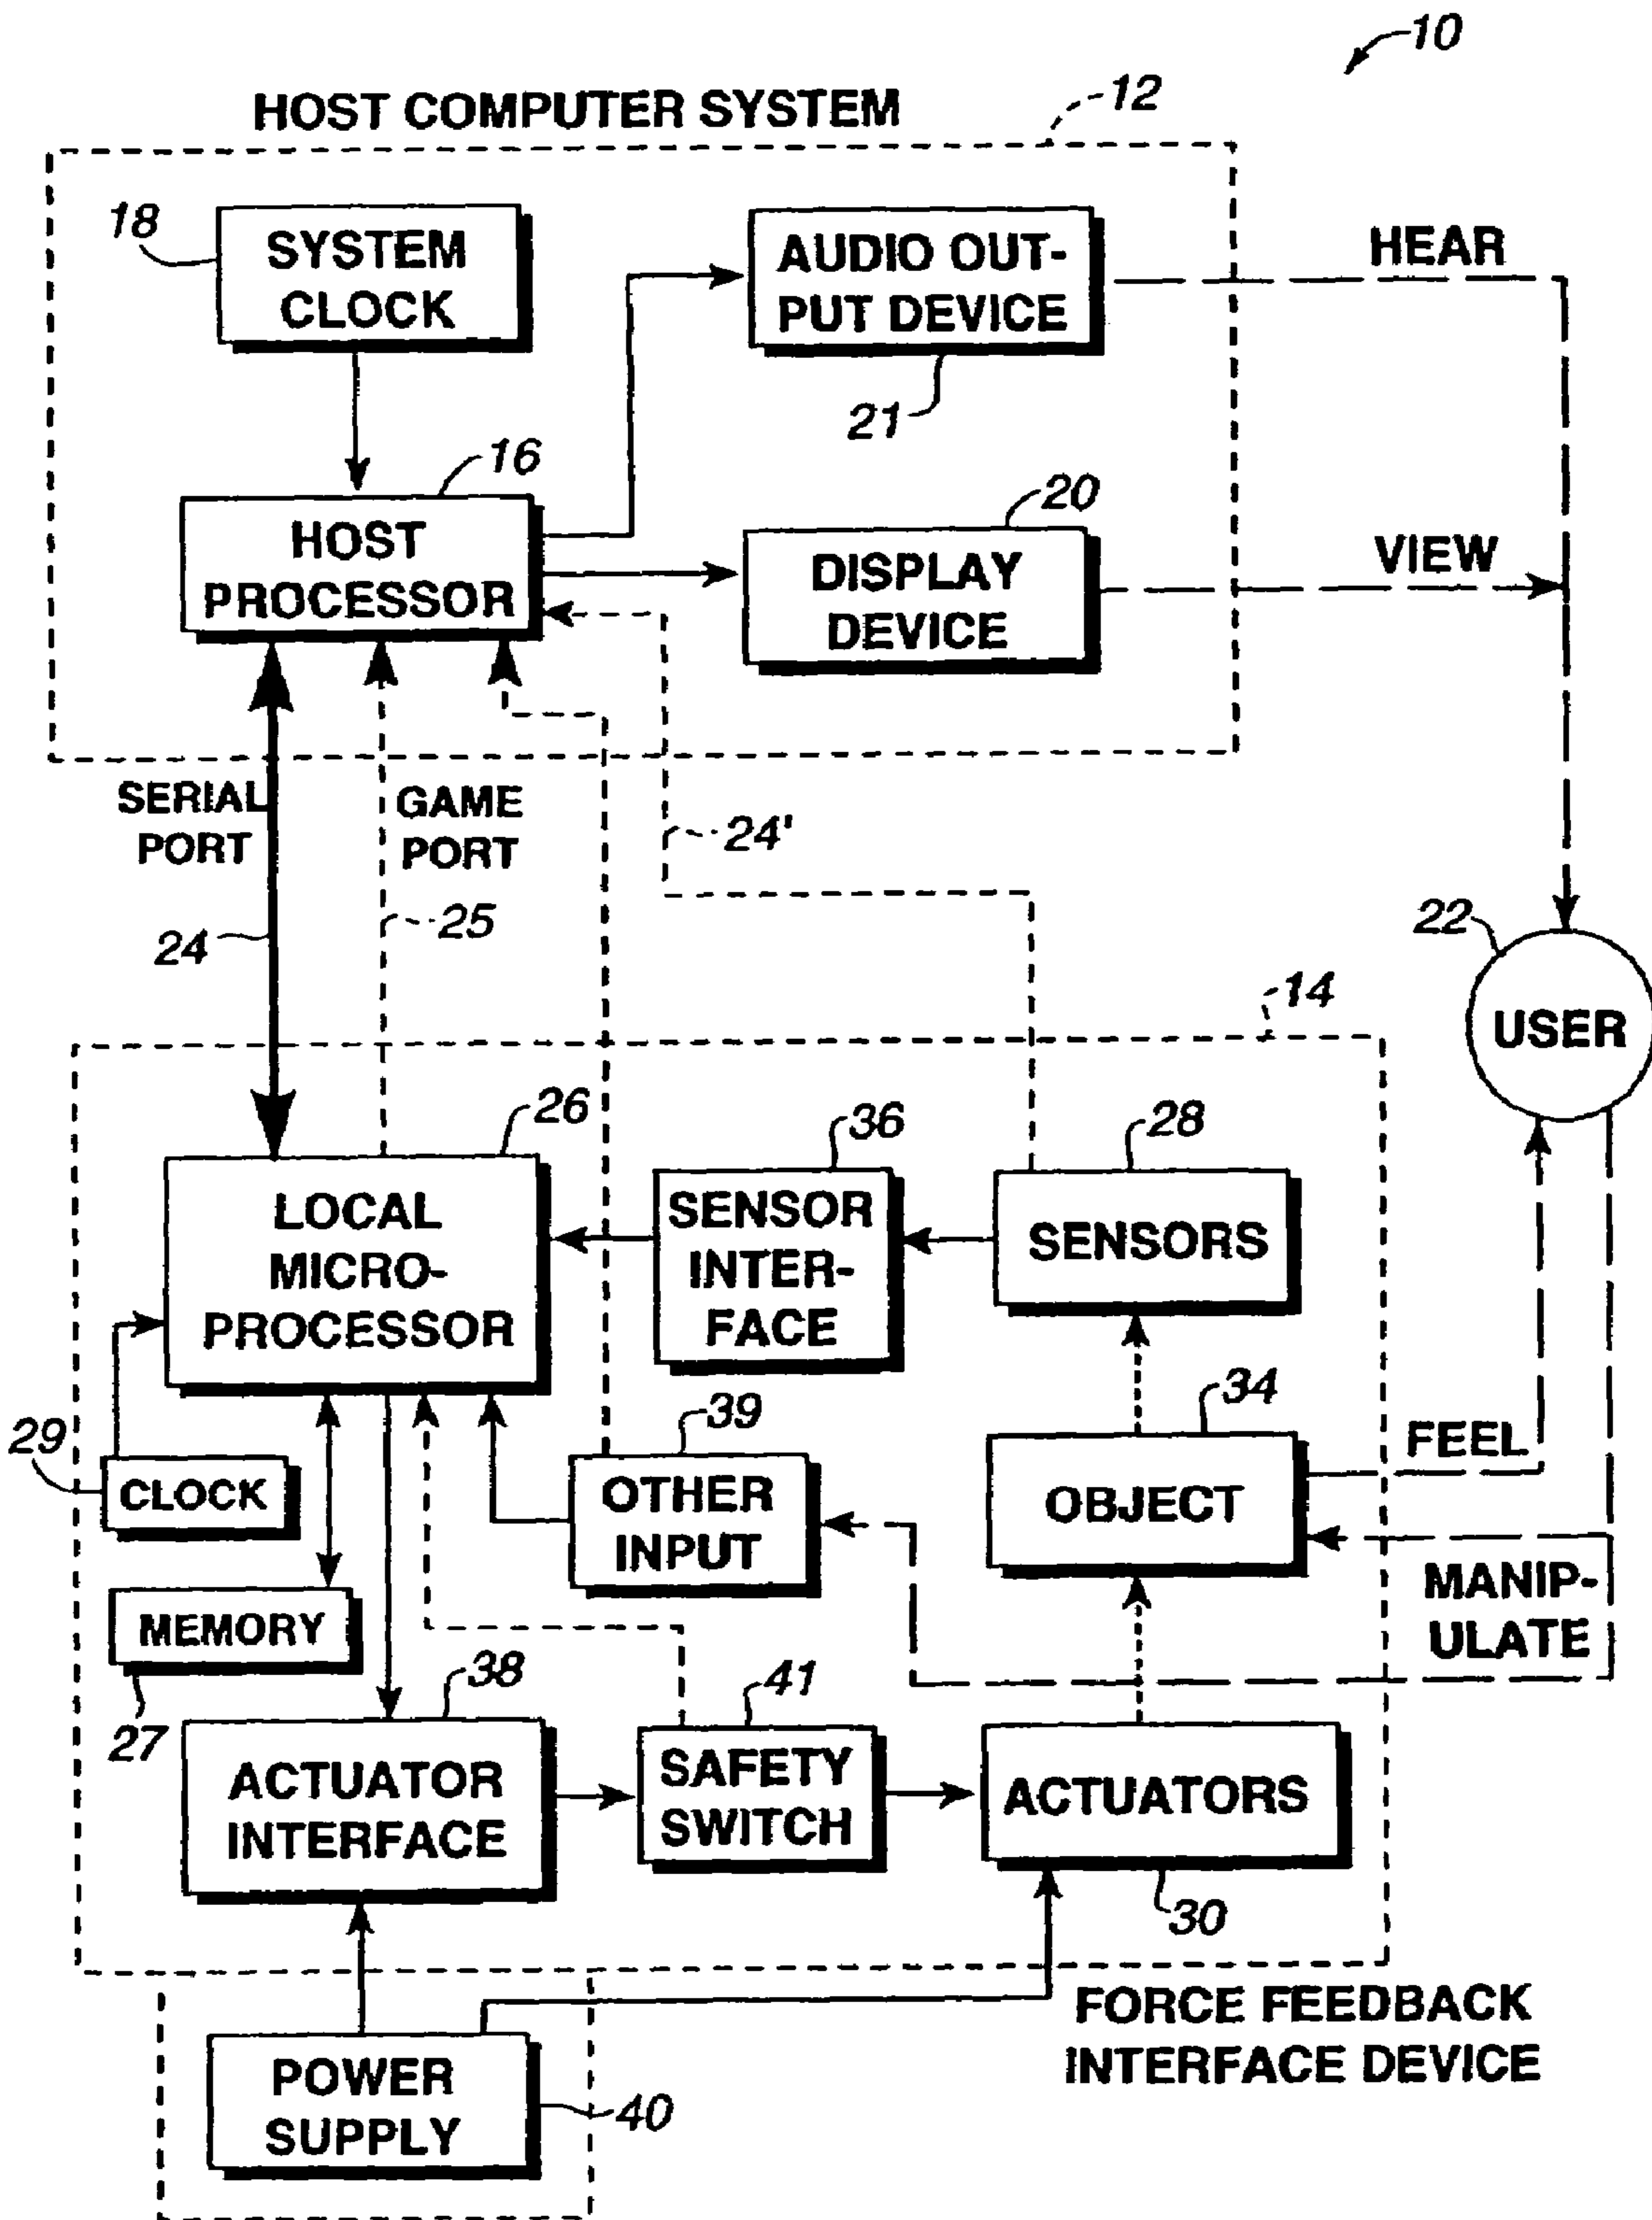 10
HOST COMPUTER SYSTEM
12
18
SYSTEM
CLOCK
AUDIO OUT-
PUT DEVICE
21
HEAR
16
HOST
PROCESSOR
20
DISPLAY
DEVICE
VIEW
SERIAL
PORT
GAME
PORT
24'
24
25
22
USER
14
26
LOCAL
MICRO-
PROCESSOR
36
SENSOR
INTER-
FACE
28
SENSORS
29
CLOCK
39
OTHER
INPUT
34
OBJECT
FEEL
MANIP-
ULATE
MEMORY
27
38
ACTUATOR
INTERFACE
41
SAFETY
SWITCH
ACTUATORS
30
FORCE FEEDBACK
INTERFACE DEVICE
POWER
SUPPLY
40